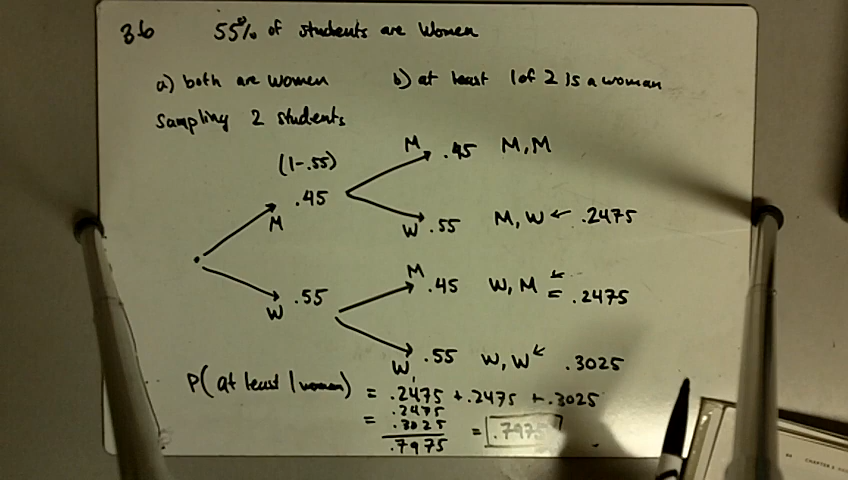 36 55% of students are Women
a) both are women b) at least 1 of 2 is a woman
Sampling 2 students
(1-.55)
M .45 M,M
.45
M
W .55 M,W ← .2475
M .45 W,M ← = .2475
W .55
W .55 W,W ← .3025
P(at least 1 woman) = .2475 + .2475 + .3025
= .2475
.3025
.7975 = .7975
CHAPTER